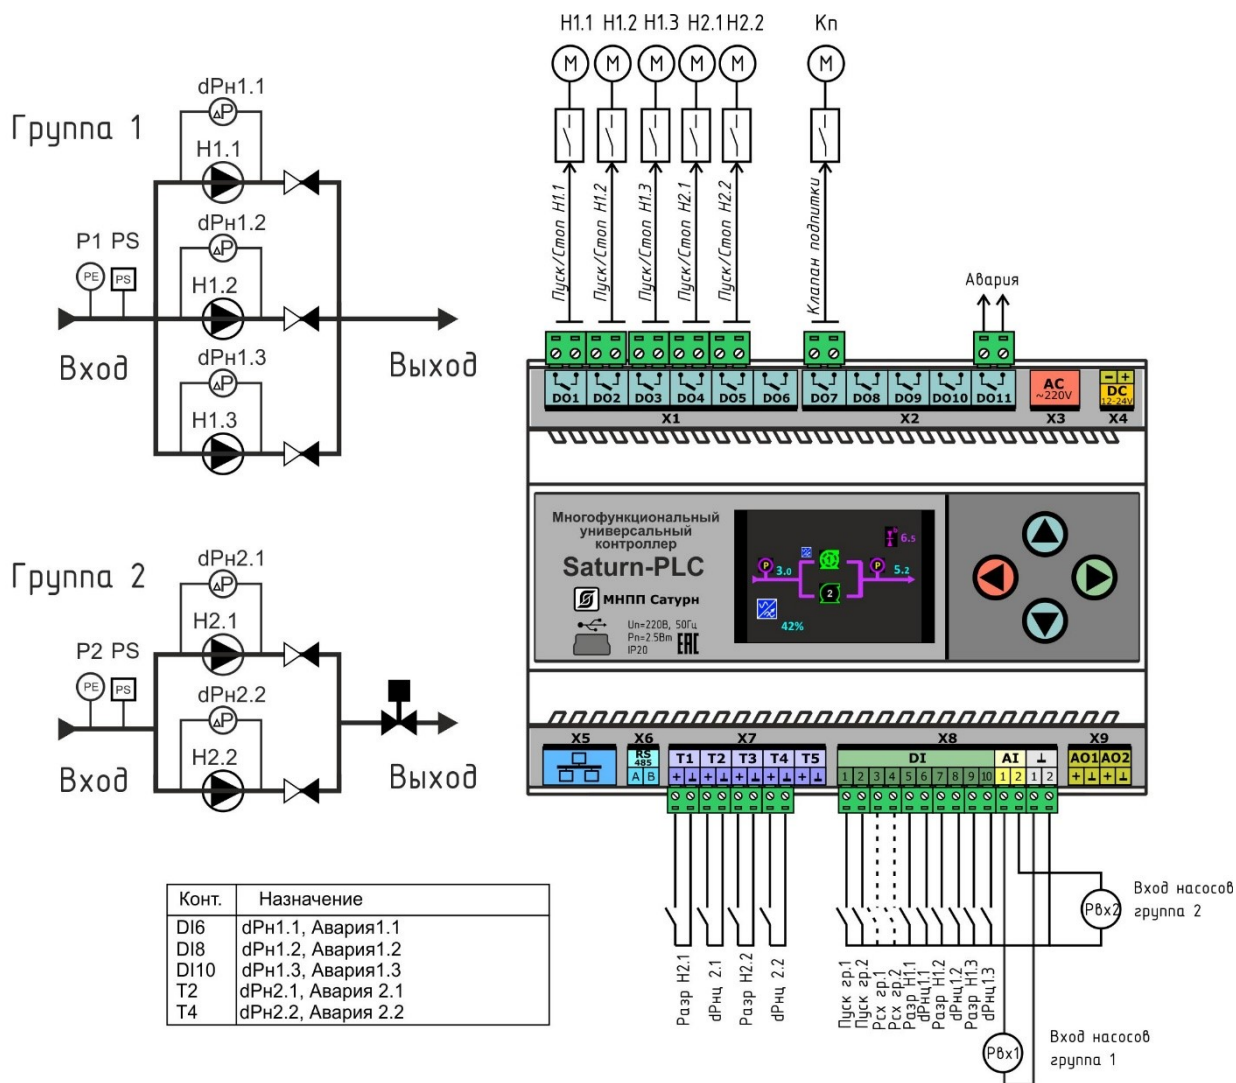 Группа 1
dPн1.1
ΔP
H1.1
dPн1.2
ΔP
P1 PS
PE PS
H1.2
dPн1.3
ΔP
Вход
Выход
H1.3
Группа 2
dPн2.1
ΔP
H2.1
P2 PS
PE PS
dPн2.2
ΔP
H2.2
Вход
Выход
Конт. Назначение
DI6 dPн1.1, Авария1.1
DI8 dPн1.2, Авария1.2
DI10 dPн1.3, Авария1.3
T2 dPн2.1, Авария 2.1
T4 dPн2.2, Авария 2.2
H1.1 H1.2 H1.3 H2.1 H2.2 Кп
M M M M M M
Пуск/Стоп H1.1
Пуск/Стоп H1.2
Пуск/Стоп H1.3
Пуск/Стоп H2.1
Пуск/Стоп H2.2
Клапан подпитки
Авария
DO1 DO2 DO3 DO4 DO5 DO6 DO7 DO8 DO9 DO10 DO11
AC
~220V
− +
DC
12-24V
X1 X2 X3 X4
Многофункциональный
универсальный
контроллер
Saturn-PLC
МНПП Сатурн
Uп=220В, 50Гц
Pп=2.5Вт
IP20
EAC
6.5
P 3.0
1
P 5.2
2
42%
X5 X6 X7 X8 X9
RS
485
A B
T1 T2 T3 T4 T5
+ ⊥ + ⊥ + ⊥ + ⊥ + ⊥
DI AI ⊥
1 2 3 4 5 6 7 8 9 10 1 2 1 2
AO1 AO2
+ ⊥ + ⊥
Разр H2.1
dPнц 2.1
Разр H2.2
dPнц 2.2
Пуск гр.1
Пуск гр.2
Рсх гр.1
Рсх гр.2
Разр H1.1
dPнц1.1
Разр H1.2
dPнц1.2
Разр H1.3
dPнц1.3
Рвх2
Вход насосов
группа 2
Рвх1
Вход насосов
группа 1